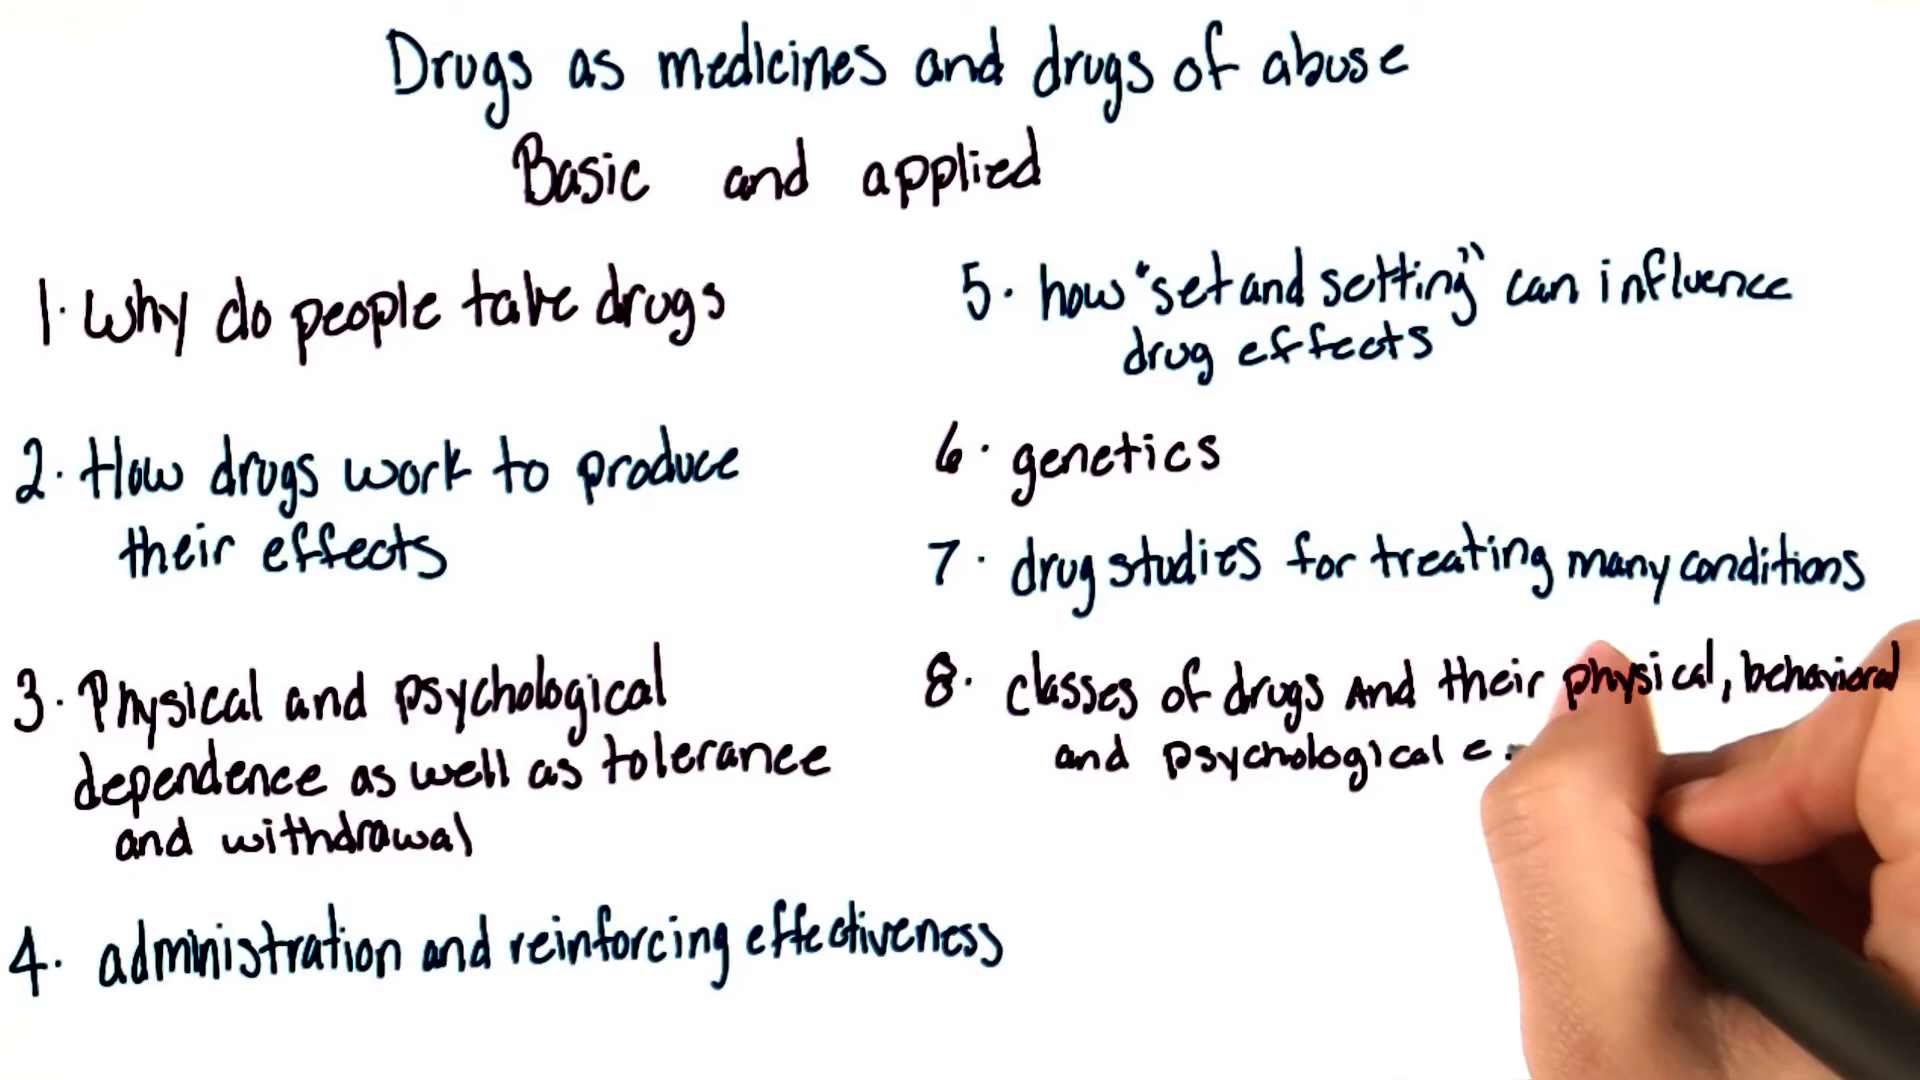 Drugs as medicines and drugs of abuse
Basic and applied
1. Why do people take drugs
2. How drugs work to produce
their effects
3. Physical and psychological
dependence as well as tolerance
and withdrawal
4. administration and reinforcing effectiveness
5. how "set and setting" can influence
drug effects
6. genetics
7. drug studies for treating many conditions
8. classes of drugs And their physical, behavioral
and psychological e